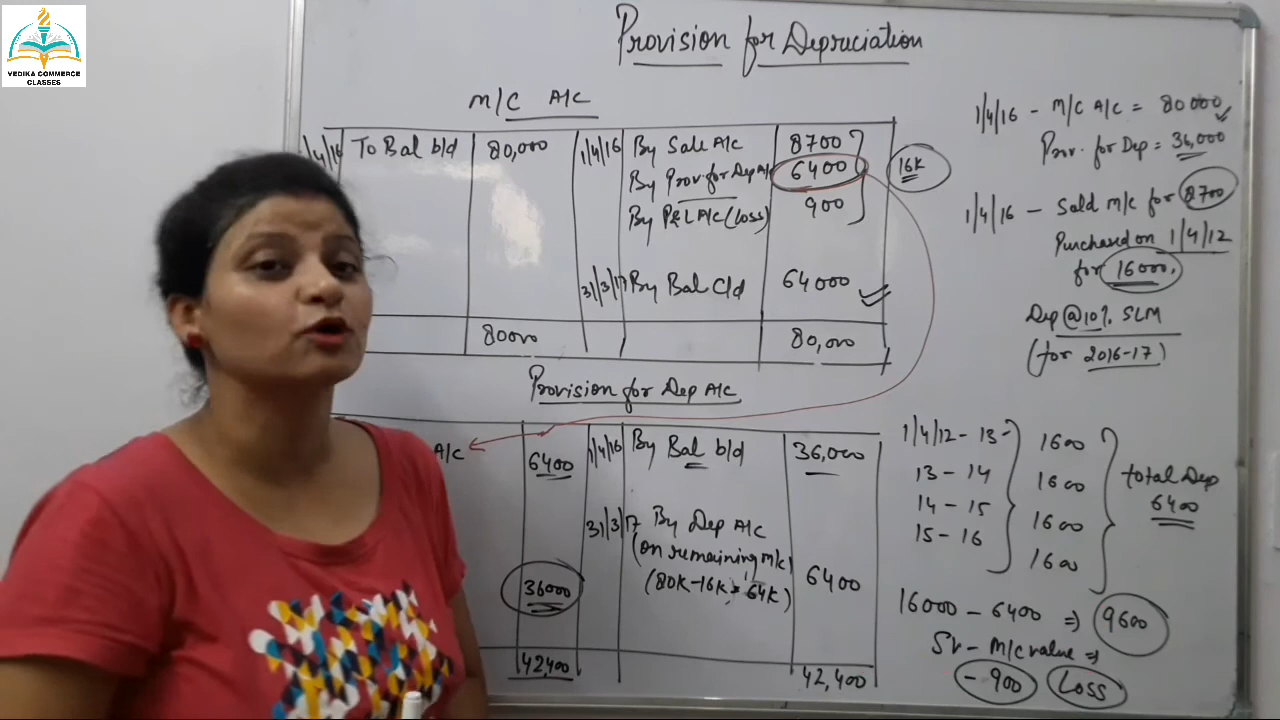 VEDIKA COMMERCE
CLASSES
Provision for Depreciation
M/C A/C
1/4/16 To Bal b/d 80,000 1/4/16 By Sale A/C 8700
By Prov. for Dep A/c 6400 16K
By P&L A/C (Loss) 900
31/3/17 By Bal C/d 64000
80000 80,000
Provision for Dep A/C
A/C 6400 1/4/16 By Bal b/d 36,000
31/3/17 By Dep A/C
(on remaining m/c)
36000 (80K-16K = 64K) 6400
42,400 42,400
1/4/16 - M/C A/C = 80000
Prov. for Dep = 36,000
1/4/16 - Sold m/c for 8700
Purchased on 1/4/12
for 16000.
Dep @ 10% SLM
(for 2016-17)
1/4/12 - 13 - 1600
13 - 14 1600
14 - 15 1600
15 - 16 1600
total Dep
6400
16000 - 6400 => 9600
Sv - M/c value =>
- 900 Loss